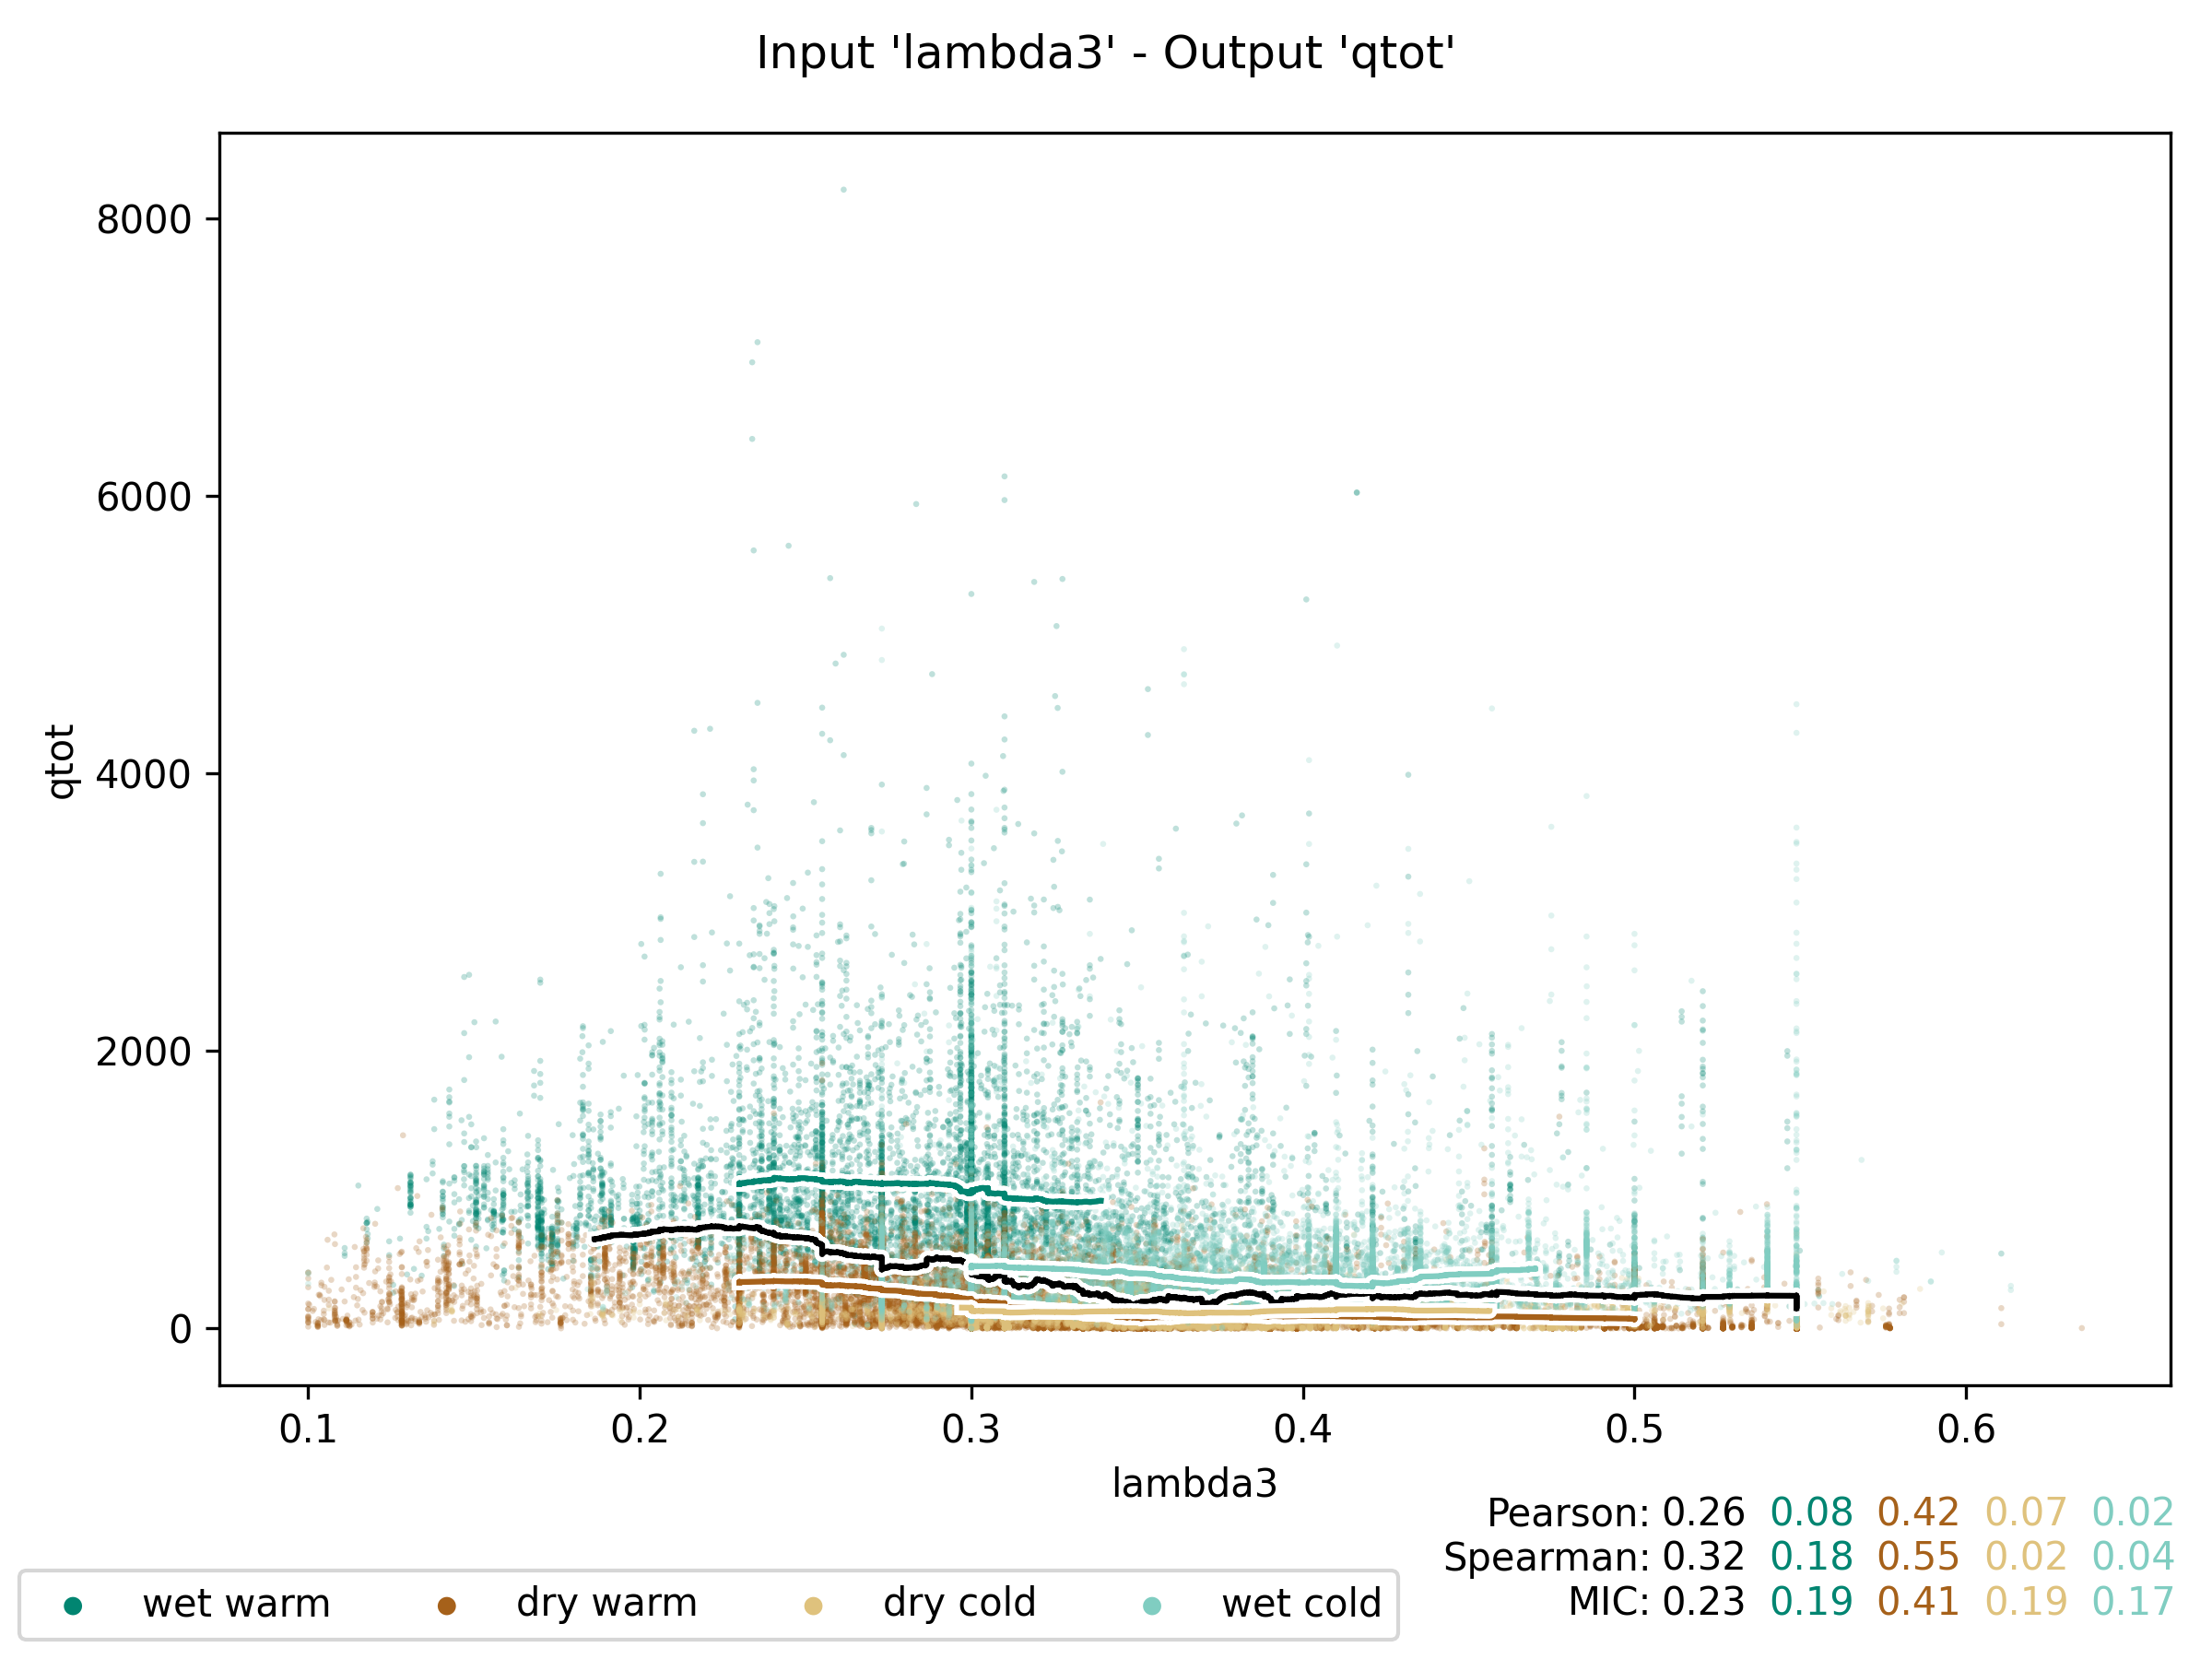 Input 'lambda3' - Output 'qtot'
8000
6000
4000
2000
0
qtot
0.1 0.2 0.3 0.4 0.5 0.6
lambda3
Pearson: 0.26 0.08 0.42 0.07 0.02
Spearman: 0.32 0.18 0.55 0.02 0.04
MIC: 0.23 0.19 0.41 0.19 0.17
wet warm dry warm dry cold wet cold